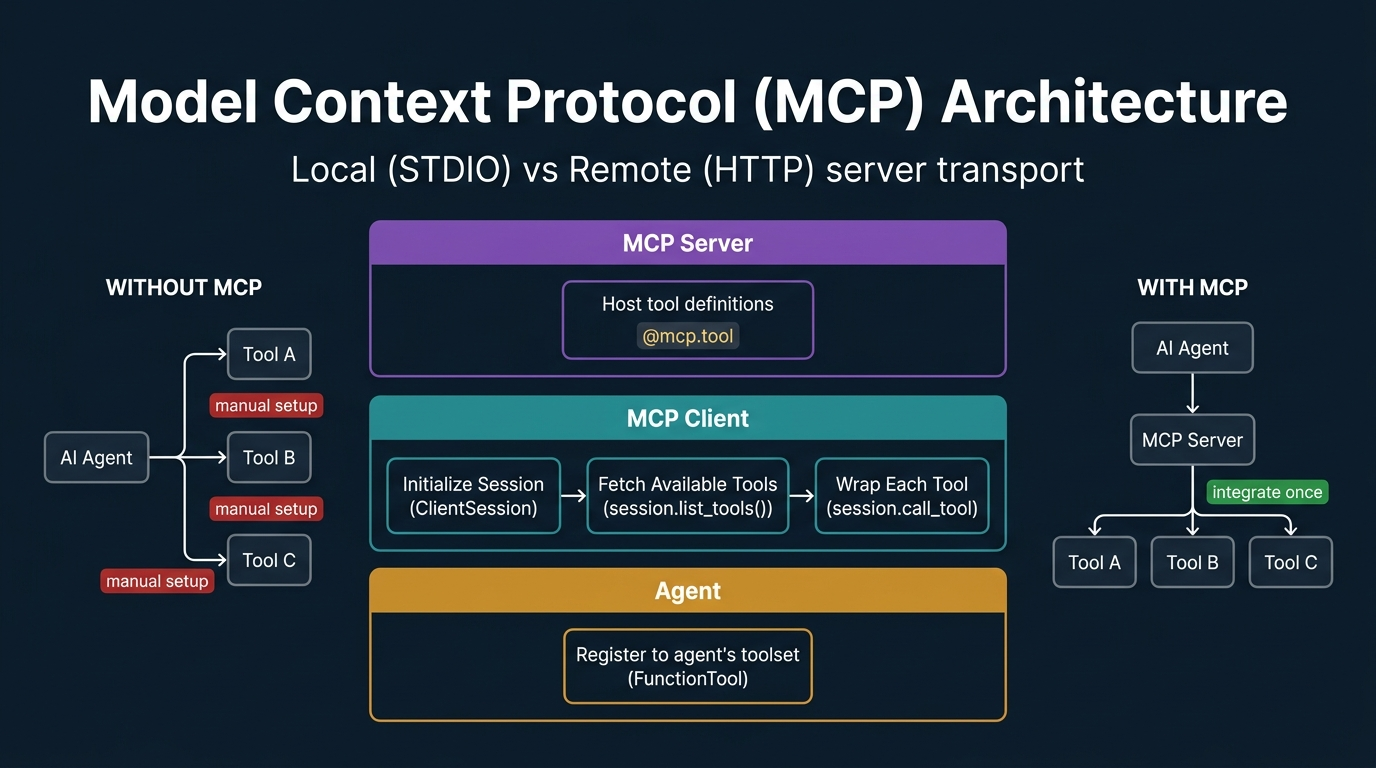 Model Context Protocol (MCP) Architecture
Local (STDIO) vs Remote (HTTP) server transport
WITHOUT MCP
AI Agent
Tool A
manual setup
Tool B
manual setup
Tool C
manual setup
MCP Server
Host tool definitions
@mcp.tool
MCP Client
Initialize Session
(ClientSession)
Fetch Available Tools
(session.list_tools())
Wrap Each Tool
(session.call_tool)
Agent
Register to agent's toolset
(FunctionTool)
WITH MCP
AI Agent
MCP Server
integrate once
Tool A
Tool B
Tool C